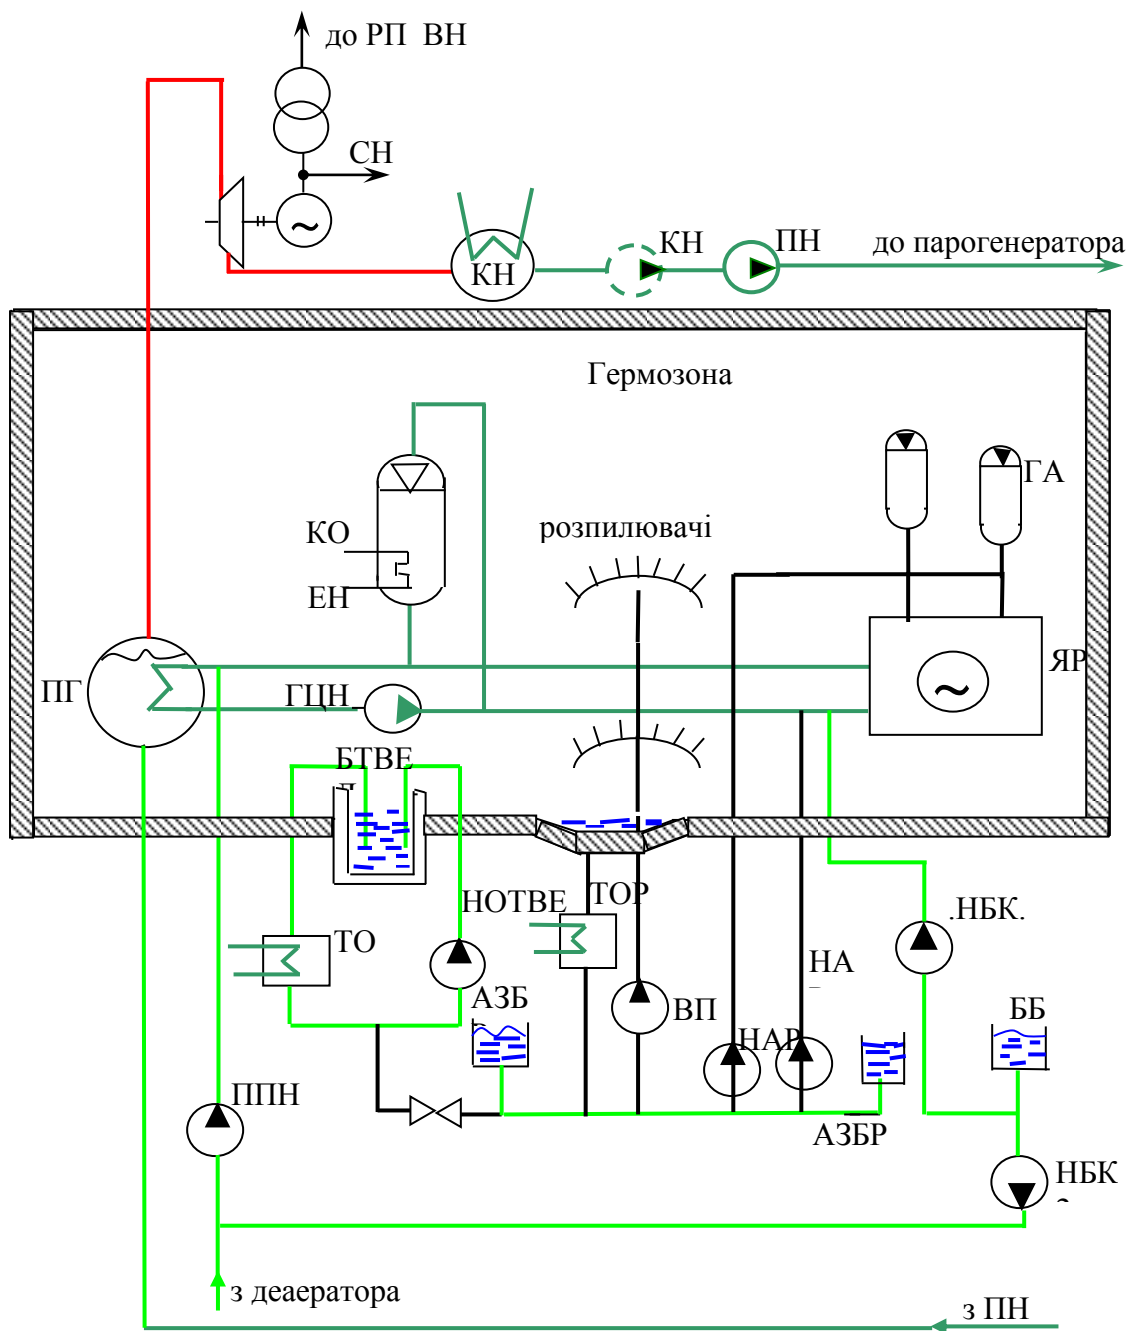 до РП ВН
СН
КН
ПН
до парогенератора
КН
Гермозона
ГА
КО
розпилювачі
ЕН
ЯР
ПГ
ГЦН
БТВЕ
НОТВЕ
ТОР
.НБК.
ТО
НА
АЗБ
ВП
ББ
НАР
ППН
АЗБР
НБК
з деаератора
з ПН